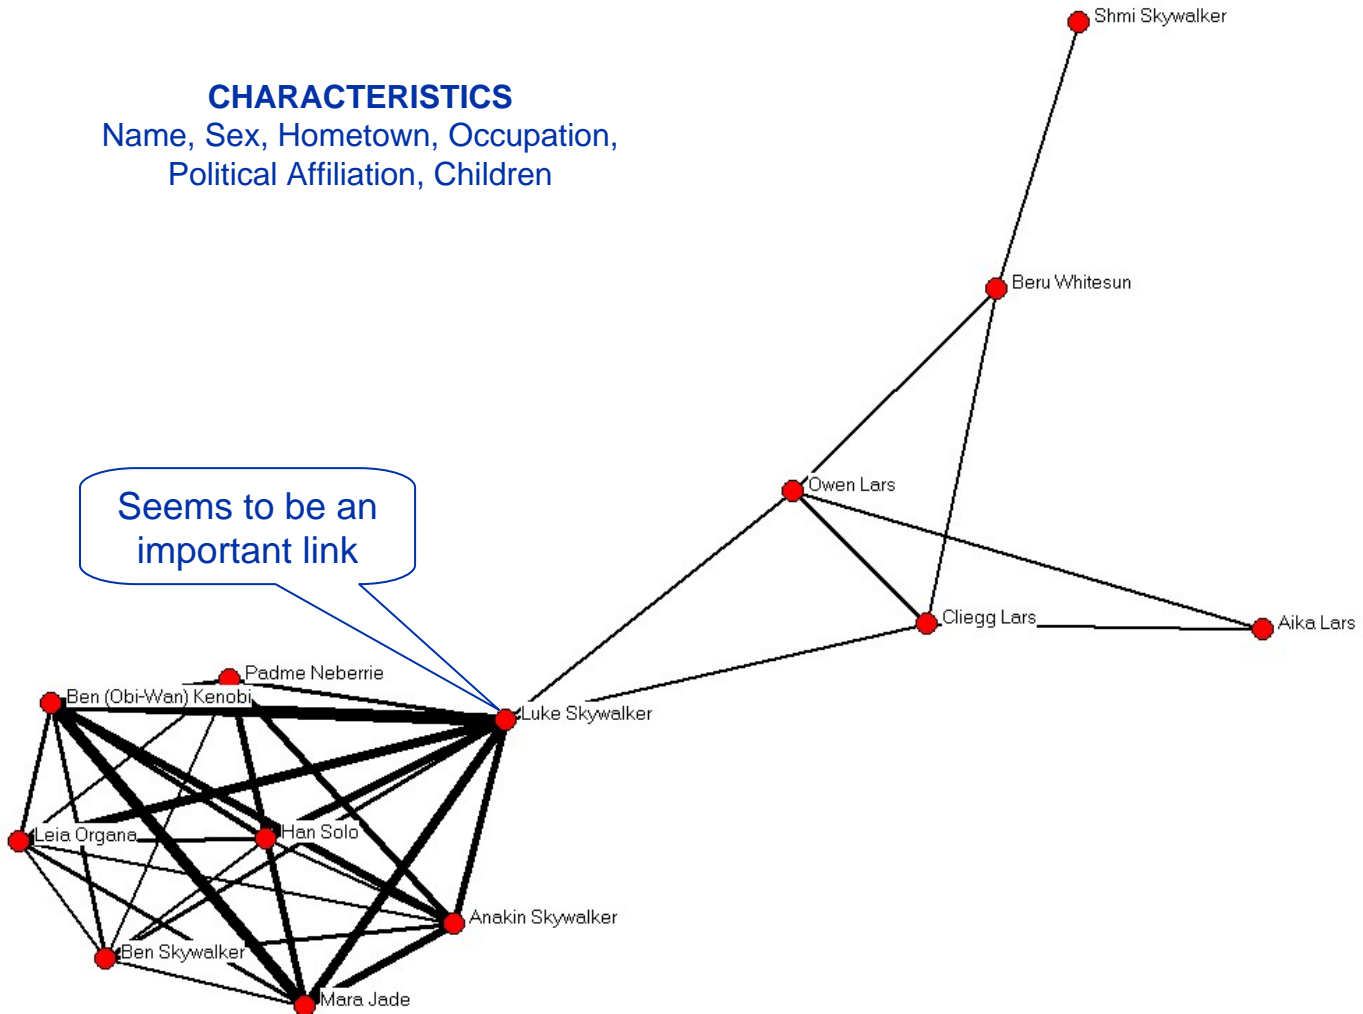 Shmi Skywalker
CHARACTERISTICS
Name, Sex, Hometown, Occupation,
Political Affiliation, Children
Beru Whitesun
Owen Lars
Seems to be an
important link
Cliegg Lars
Aika Lars
Padme Neberrie
Ben (Obi-Wan) Kenobi
Luke Skywalker
Leia Organa
Han Solo
Anakin Skywalker
Ben Skywalker
Mara Jade